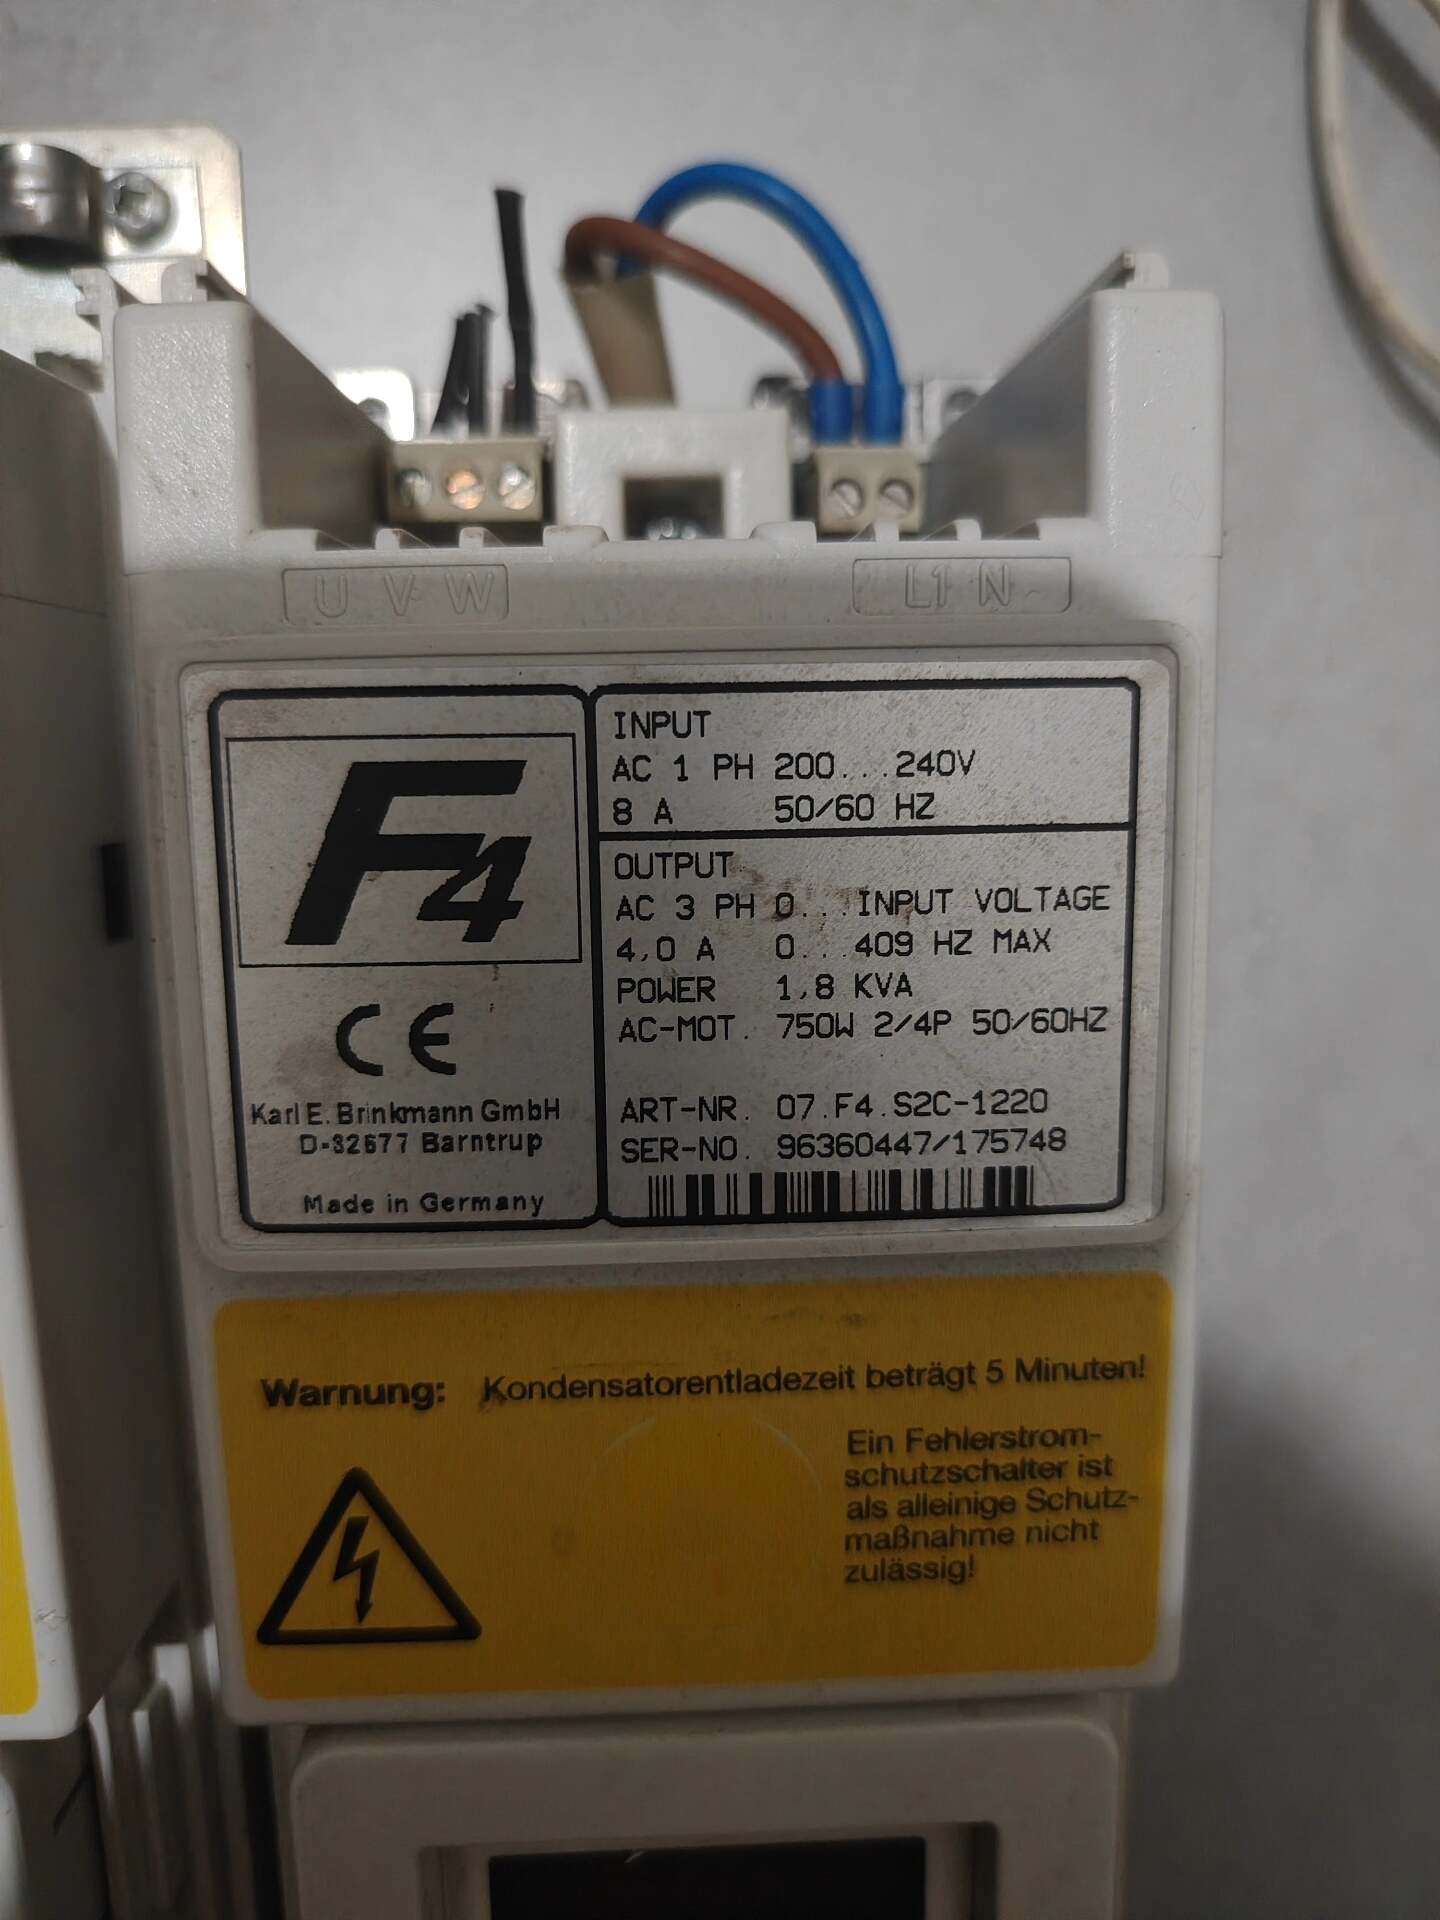 U V W
L1 N
F4
CE
Karl E. Brinkmann GmbH
D-32677 Barntrup
Made in Germany
INPUT
AC 1 PH 200...240V
8 A 50/60 HZ
OUTPUT
AC 3 PH 0...INPUT VOLTAGE
4,0 A 0...409 HZ MAX
POWER 1,8 KVA
AC-MOT. 750W 2/4P 50/60HZ
ART-NR. 07.F4.S2C-1220
SER-NO. 96360447/175748
Warnung: Kondensatorentladezeit beträgt 5 Minuten!
Ein Fehlerstrom-
schutzschalter ist
als alleinige Schutz-
maßnahme nicht
zulässig!